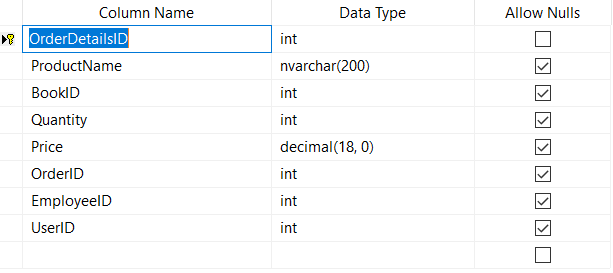 Column Name Data Type Allow Nulls
OrderDetailsID int
ProductName nvarchar(200)
BookID int
Quantity int
Price decimal(18, 0)
OrderID int
EmployeeID int
UserID int